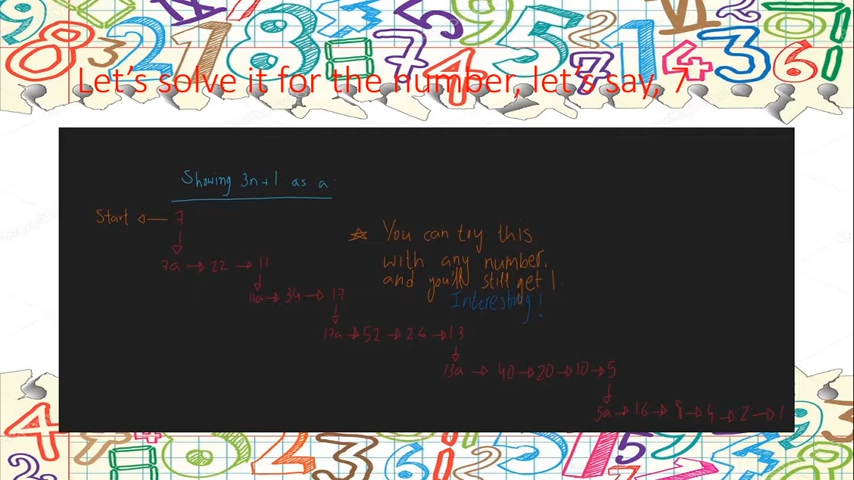 Let's solve it for the number, let's say, 7
Showing 3n+1 as a:
Start ← 7
↓
7a → 22 → 11
↓
11a → 34 → 17
↓
17a → 52 → 26 → 13
↓
13a → 40 → 20 → 10 → 5
↓
5a → 16 → 8 → 4 → 2 → 1
☆ You can try this
with any number,
and you'll still get 1.
Interesting!